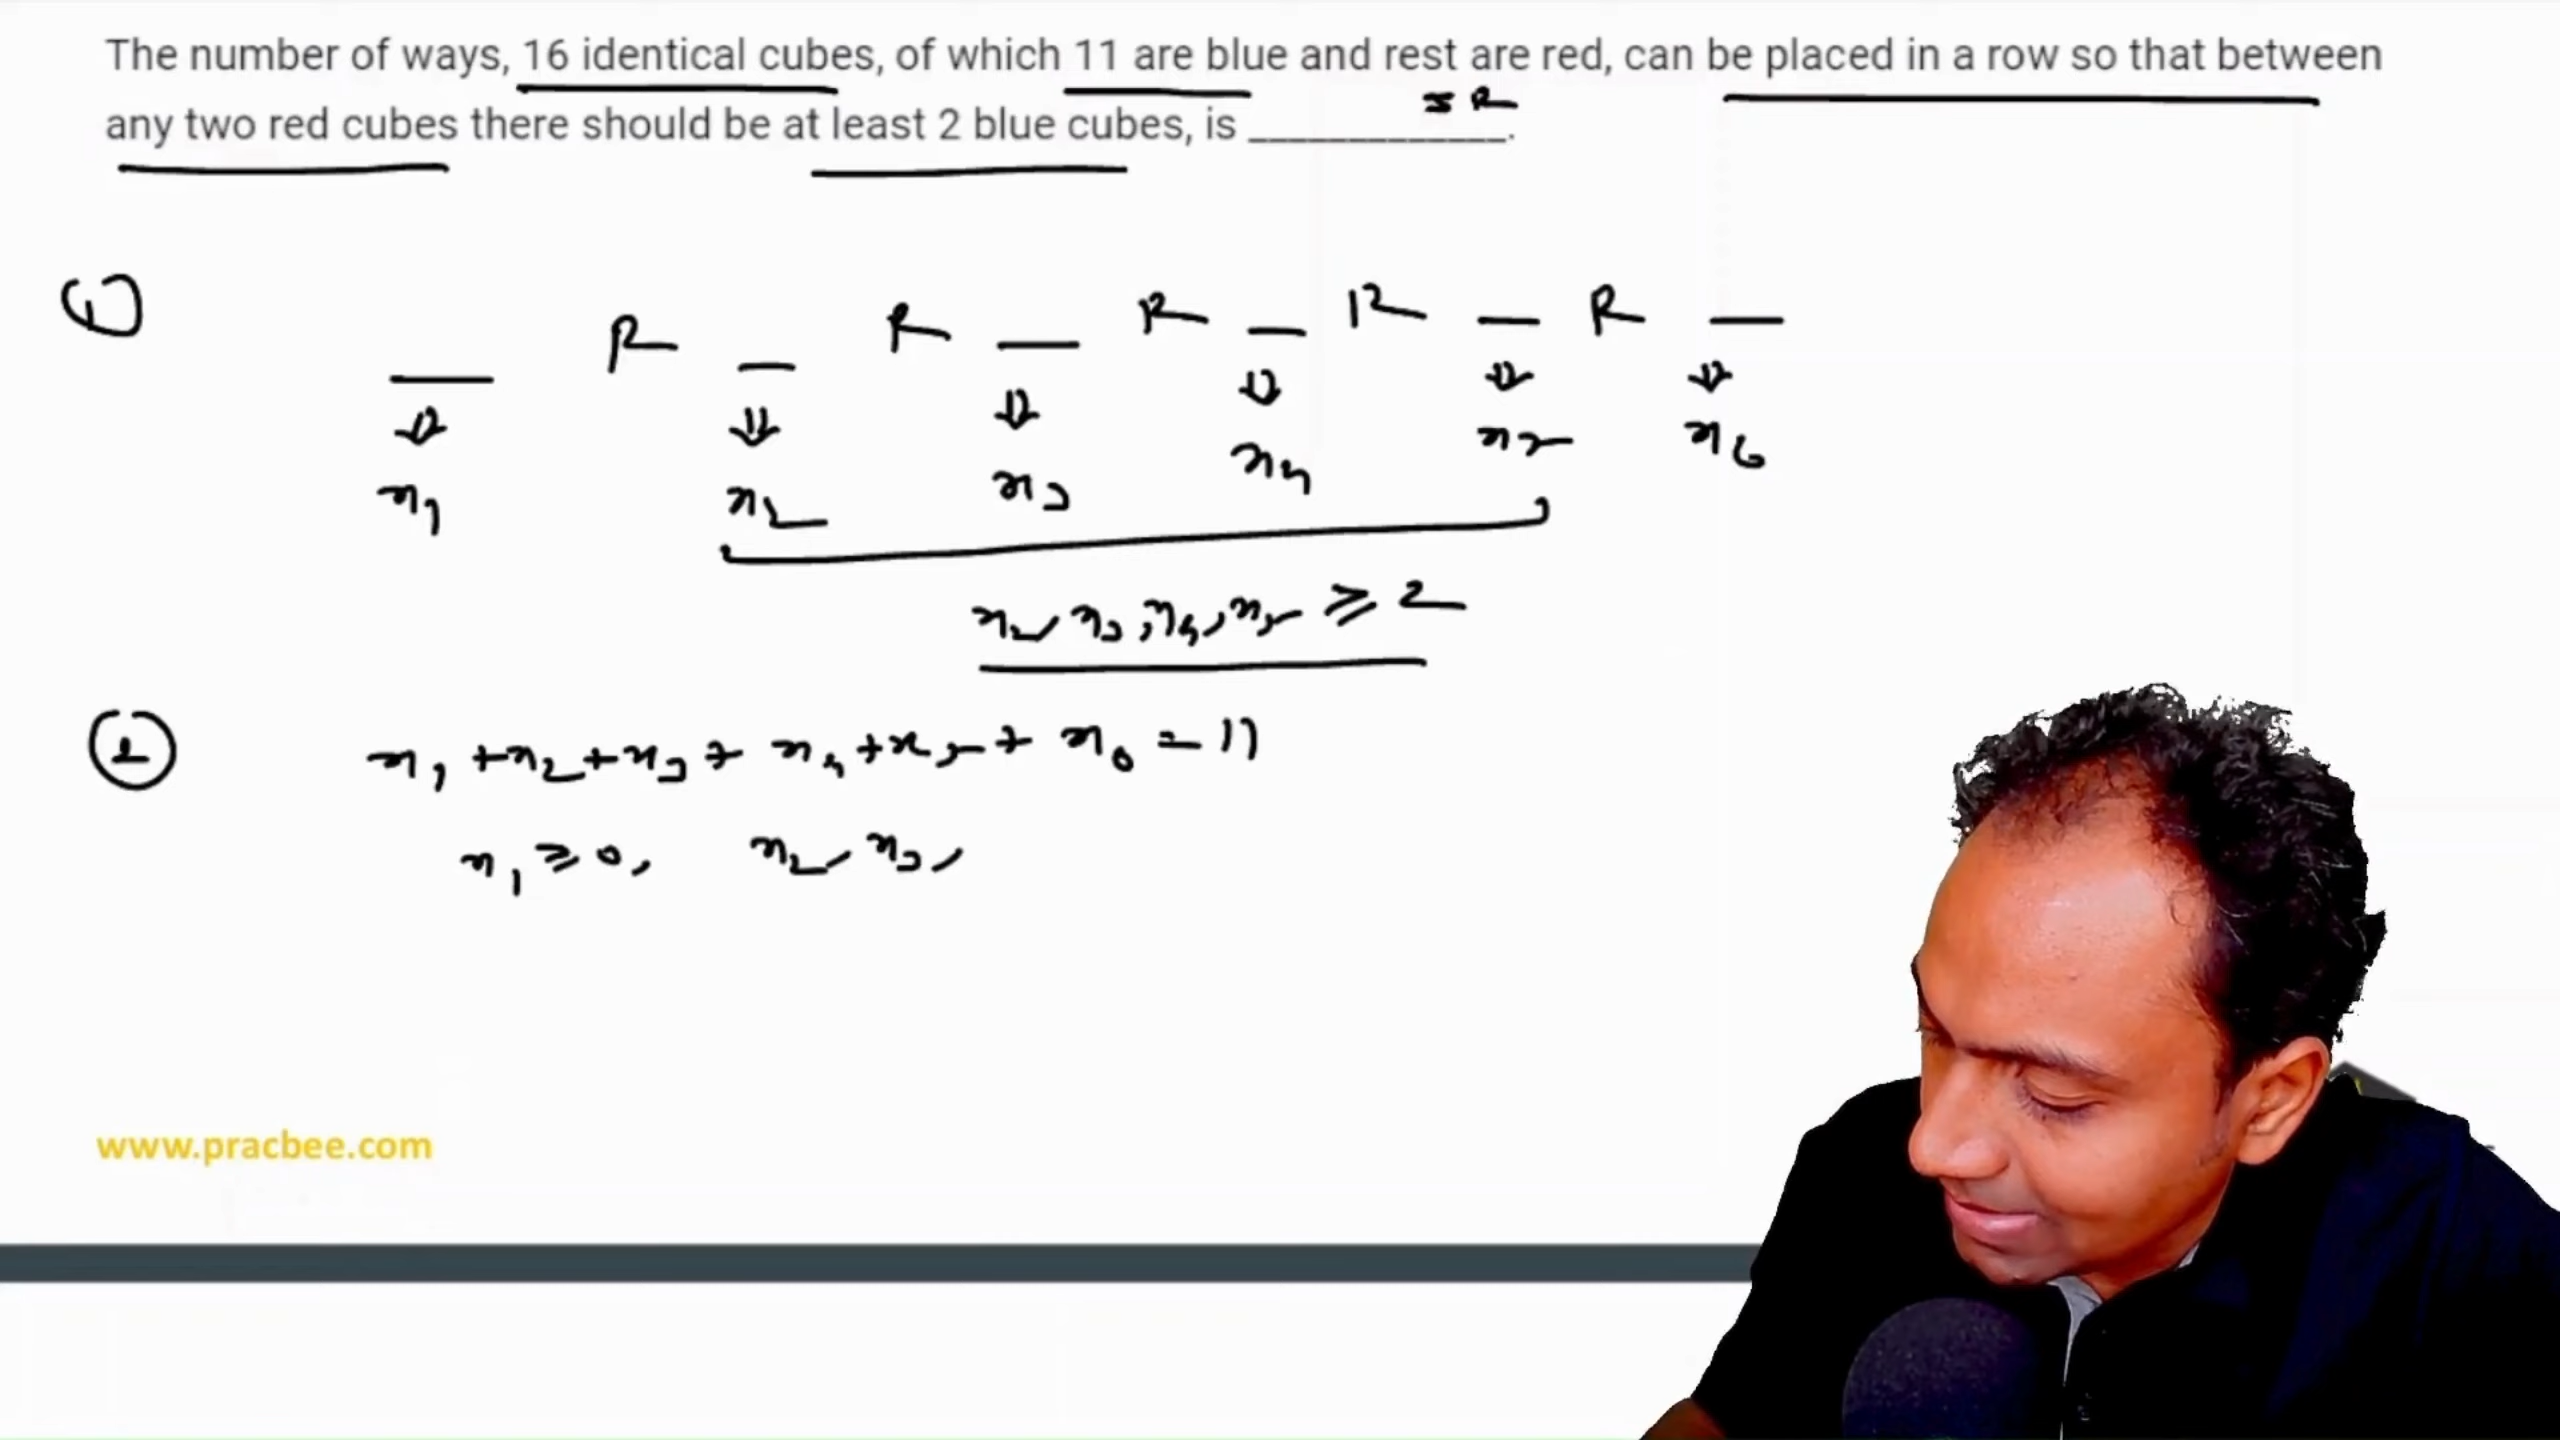 The number of ways, 16 identical cubes, of which 11 are blue and rest are red, can be placed in a row so that between
5 R
any two red cubes there should be at least 2 blue cubes, is _____________.
①
__ R _ R _ R _ R _ R _
⇓ ⇓ ⇓ ⇓ ⇓ ⇓
x₁ x₂ x₃ x₄ x₅ x₆
x₂, x₃, x₄, x₅ ≥ 2
② x₁ + x₂ + x₃ + x₄ + x₅ + x₆ = 11
x₁ ≥ 0, x₂, x₃,
www.pracbee.com